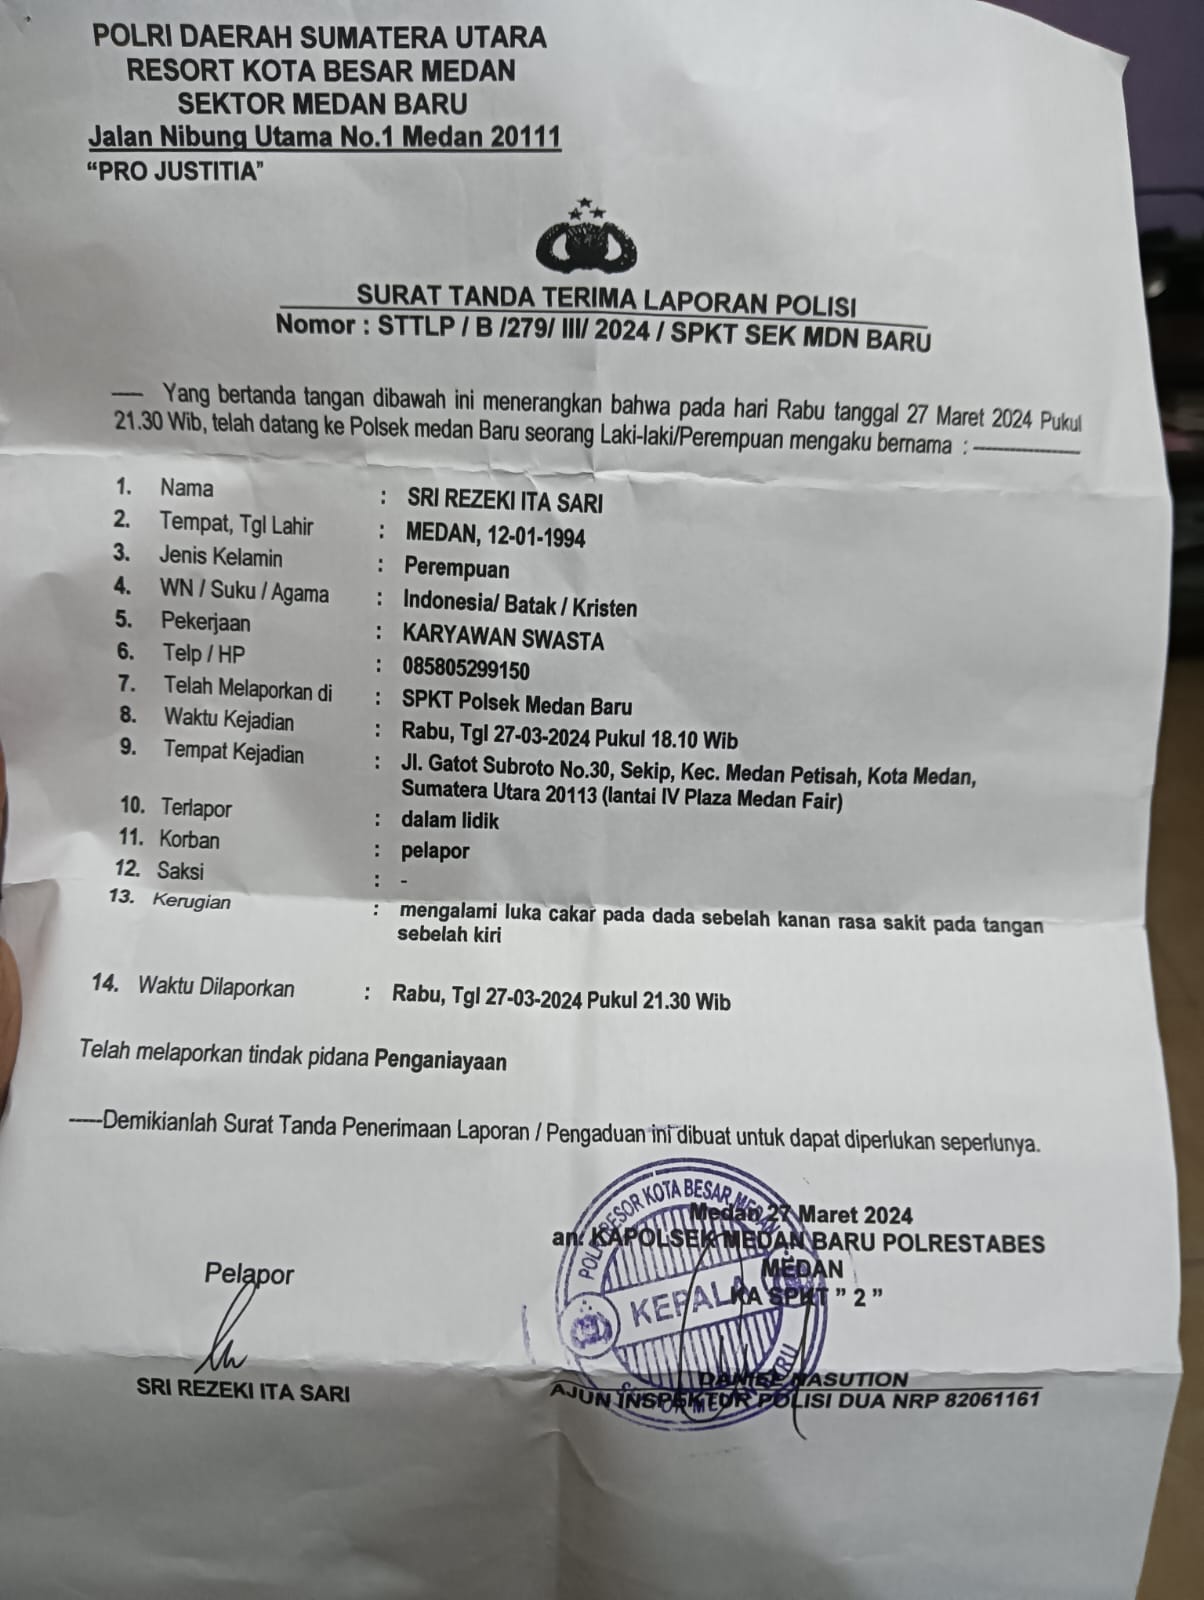 POLRI DAERAH SUMATERA UTARA
RESORT KOTA BESAR MEDAN
SEKTOR MEDAN BARU
Jalan Nibung Utama No.1 Medan 20111
“PRO JUSTITIA”
SURAT TANDA TERIMA LAPORAN POLISI
Nomor : STTLP / B /279/ III/ 2024 / SPKT SEK MDN BARU
Yang bertanda tangan dibawah ini menerangkan bahwa pada hari Rabu tanggal 27 Maret 2024 Pukul
21.30 Wib, telah datang ke Polsek medan Baru seorang Laki-laki/Perempuan mengaku bernama :
1. Nama : SRI REZEKI ITA SARI
2. Tempat, Tgl Lahir : MEDAN, 12-01-1994
3. Jenis Kelamin : Perempuan
4. WN / Suku / Agama : Indonesia/ Batak / Kristen
5. Pekerjaan : KARYAWAN SWASTA
6. Telp / HP : 085805299150
7. Telah Melaporkan di : SPKT Polsek Medan Baru
8. Waktu Kejadian : Rabu, Tgl 27-03-2024 Pukul 18.10 Wib
9. Tempat Kejadian : Jl. Gatot Subroto No.30, Sekip, Kec. Medan Petisah, Kota Medan,
Sumatera Utara 20113 (lantai IV Plaza Medan Fair)
10. Terlapor : dalam lidik
11. Korban : pelapor
12. Saksi : -
13. Kerugian : mengalami luka cakar pada dada sebelah kanan rasa sakit pada tangan
sebelah kiri
14. Waktu Dilaporkan : Rabu, Tgl 27-03-2024 Pukul 21.30 Wib
Telah melaporkan tindak pidana Penganiayaan
-----Demikianlah Surat Tanda Penerimaan Laporan / Pengaduan ini dibuat untuk dapat diperlukan seperlunya.
Medan 27 Maret 2024
an. KAPOLSEK MEDAN BARU POLRESTABES
MEDAN
KA SPKT ” 2 ”
KEPALA
Pelapor
SRI REZEKI ITA SARI
DANIEL NASUTION
AJUN INSPEKTUR POLISI DUA NRP 82061161